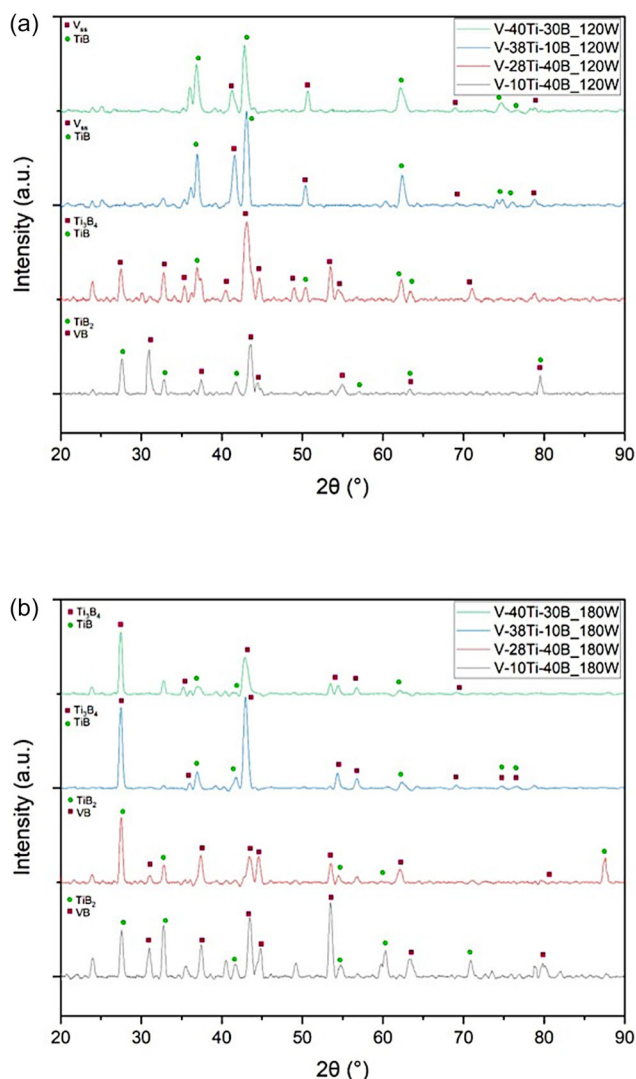 (a)
V₍ss₎
TiB
V-40Ti-30B_120W
V-38Ti-10B_120W
V-28Ti-40B_120W
V-10Ti-40B_120W
V₍ss₎
TiB
Ti₃B₄
TiB
TiB₂
VB
Intensity (a.u.)
20 30 40 50 60 70 80 90
2θ (°)
(b)
Ti₃B₄
TiB
V-40Ti-30B_180W
V-38Ti-10B_180W
V-28Ti-40B_180W
V-10Ti-40B_180W
Ti₃B₄
TiB
TiB₂
VB
TiB₂
VB
Intensity (a.u.)
20 30 40 50 60 70 80 90
2θ (°)